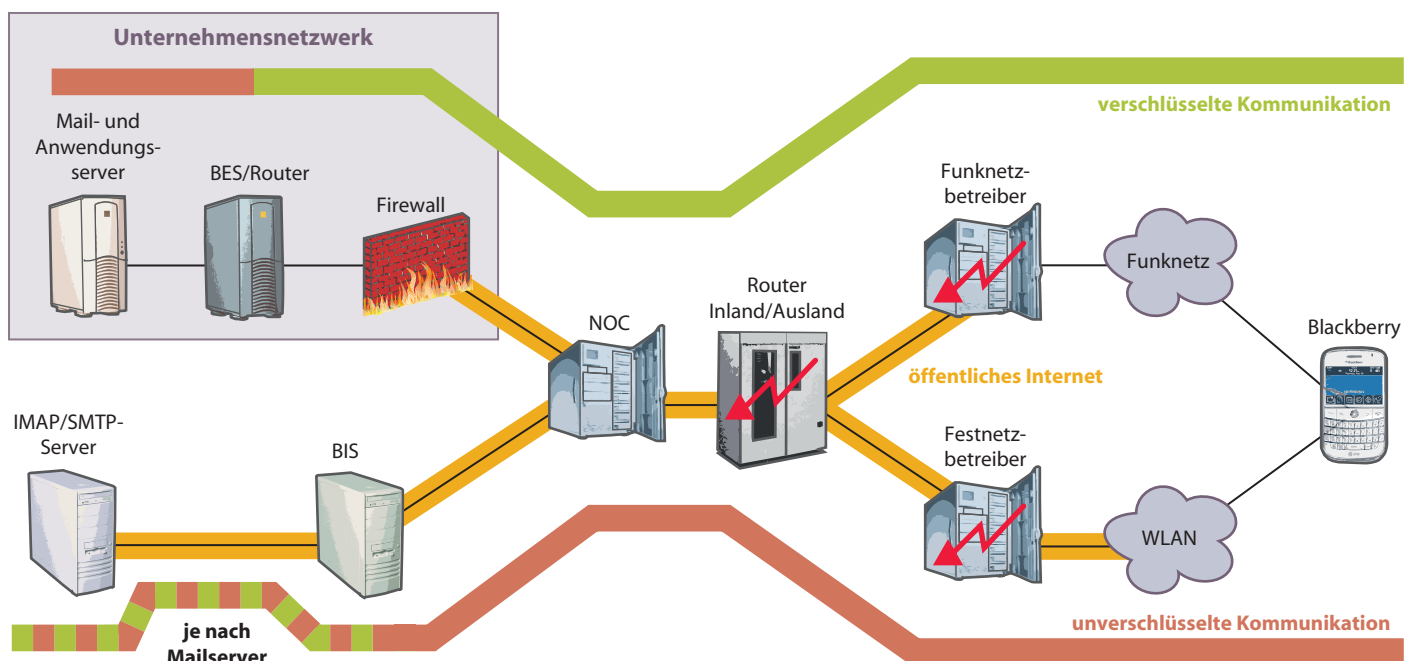 Unternehmensnetzwerk
verschlüsselte Kommunikation
Mail- und
Anwendungs-
server
BES/Router
Firewall
Funknetz-
betreiber
Funknetz
Router
Inland/Ausland
NOC
Blackberry
öffentliches Internet
IMAP/SMTP-
Server
BIS
Festnetz-
betreiber
WLAN
je nach
Mailserver
unverschlüsselte Kommunikation